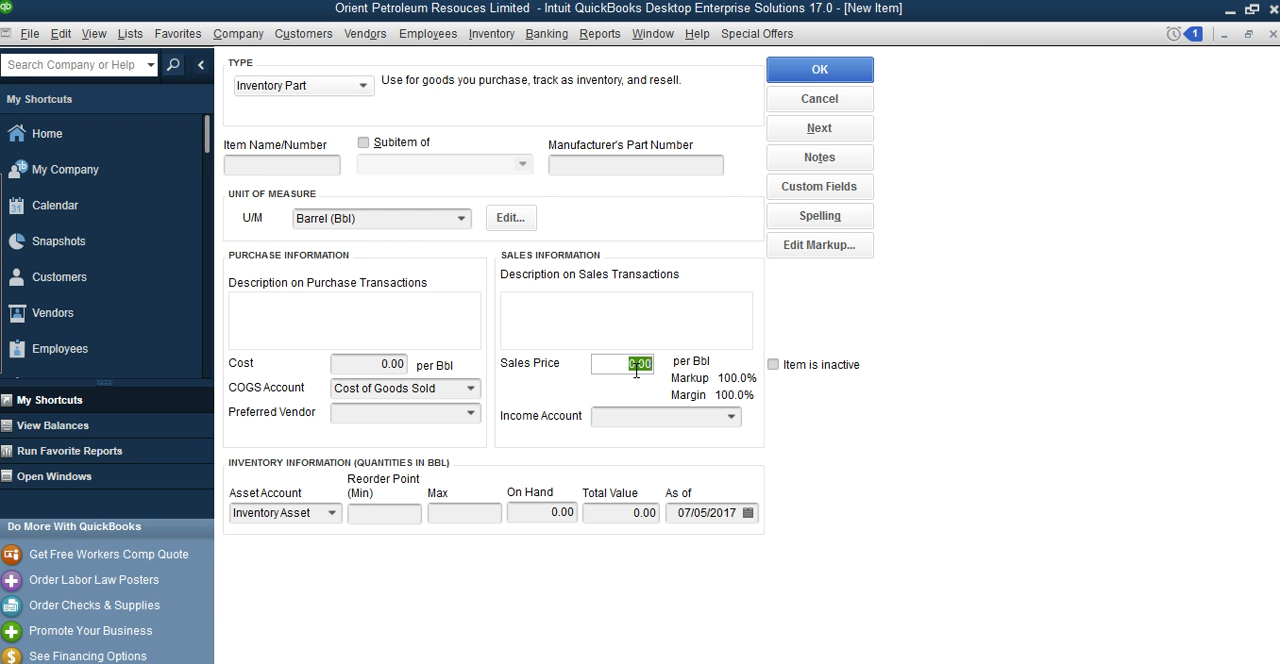 Orient Petroleum Resouces Limited - Intuit QuickBooks Desktop Enterprise Solutions 17.0 - [New Item]
File Edit View Lists Favorites Company Customers Vendors Employees Inventory Banking Reports Window Help Special Offers 1
Search Company or Help
My Shortcuts
Home
My Company
Calendar
Snapshots
Customers
Vendors
Employees
My Shortcuts
View Balances
Run Favorite Reports
Open Windows
Do More With QuickBooks
Get Free Workers Comp Quote
Order Labor Law Posters
Order Checks & Supplies
Promote Your Business
See Financing Options
TYPE
Inventory Part Use for goods you purchase, track as inventory, and resell.
Item Name/Number Subitem of Manufacturer's Part Number
UNIT OF MEASURE
U/M Barrel (Bbl) Edit...
PURCHASE INFORMATION
Description on Purchase Transactions
Cost 0.00 per Bbl
COGS Account Cost of Goods Sold
Preferred Vendor
SALES INFORMATION
Description on Sales Transactions
Sales Price 0.00 per Bbl
Markup 100.0%
Margin 100.0%
Income Account
INVENTORY INFORMATION (QUANTITIES IN BBL)
Asset Account Reorder Point (Min) Max On Hand Total Value As of
Inventory Asset 0.00 0.00 07/05/2017
OK
Cancel
Next
Notes
Custom Fields
Spelling
Edit Markup...
Item is inactive